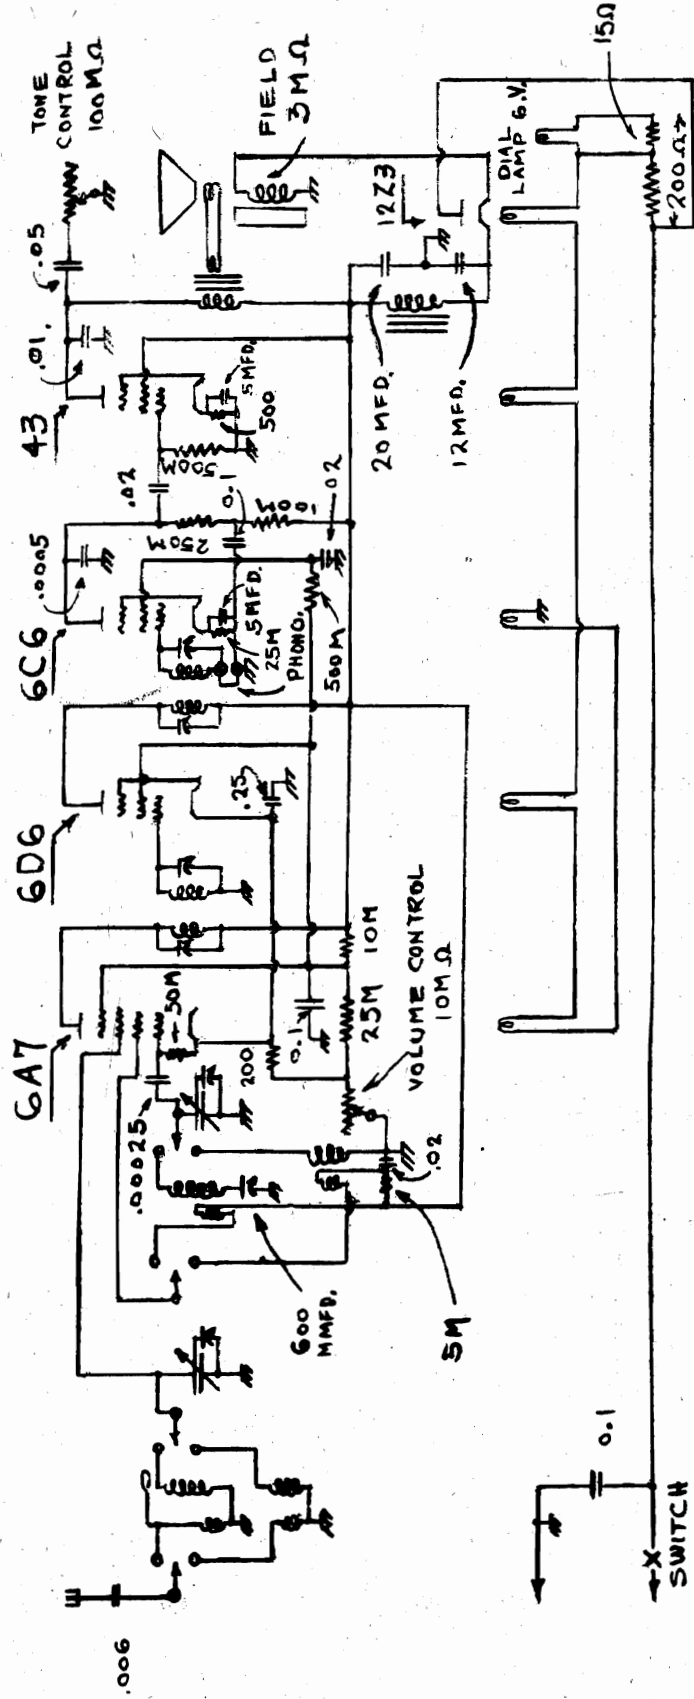 TONE
CONTROL
100MΩ
.05
.01
43
.0005
6C6
6D6
6A7
.02
5MFD.
500
500M
0.1
250M
.02
5MFD.
25M
PHONO.
500M
FIELD
3MΩ
12Z3
20MFD.
12MFD.
DIAL
LAMP 6.V.
15Ω
200Ω
.25
50M
.00025
200
0.1
10M
25M
VOLUME CONTROL
10MΩ
.02
5M
600
MMFD.
.006
0.1
X
SWITCH